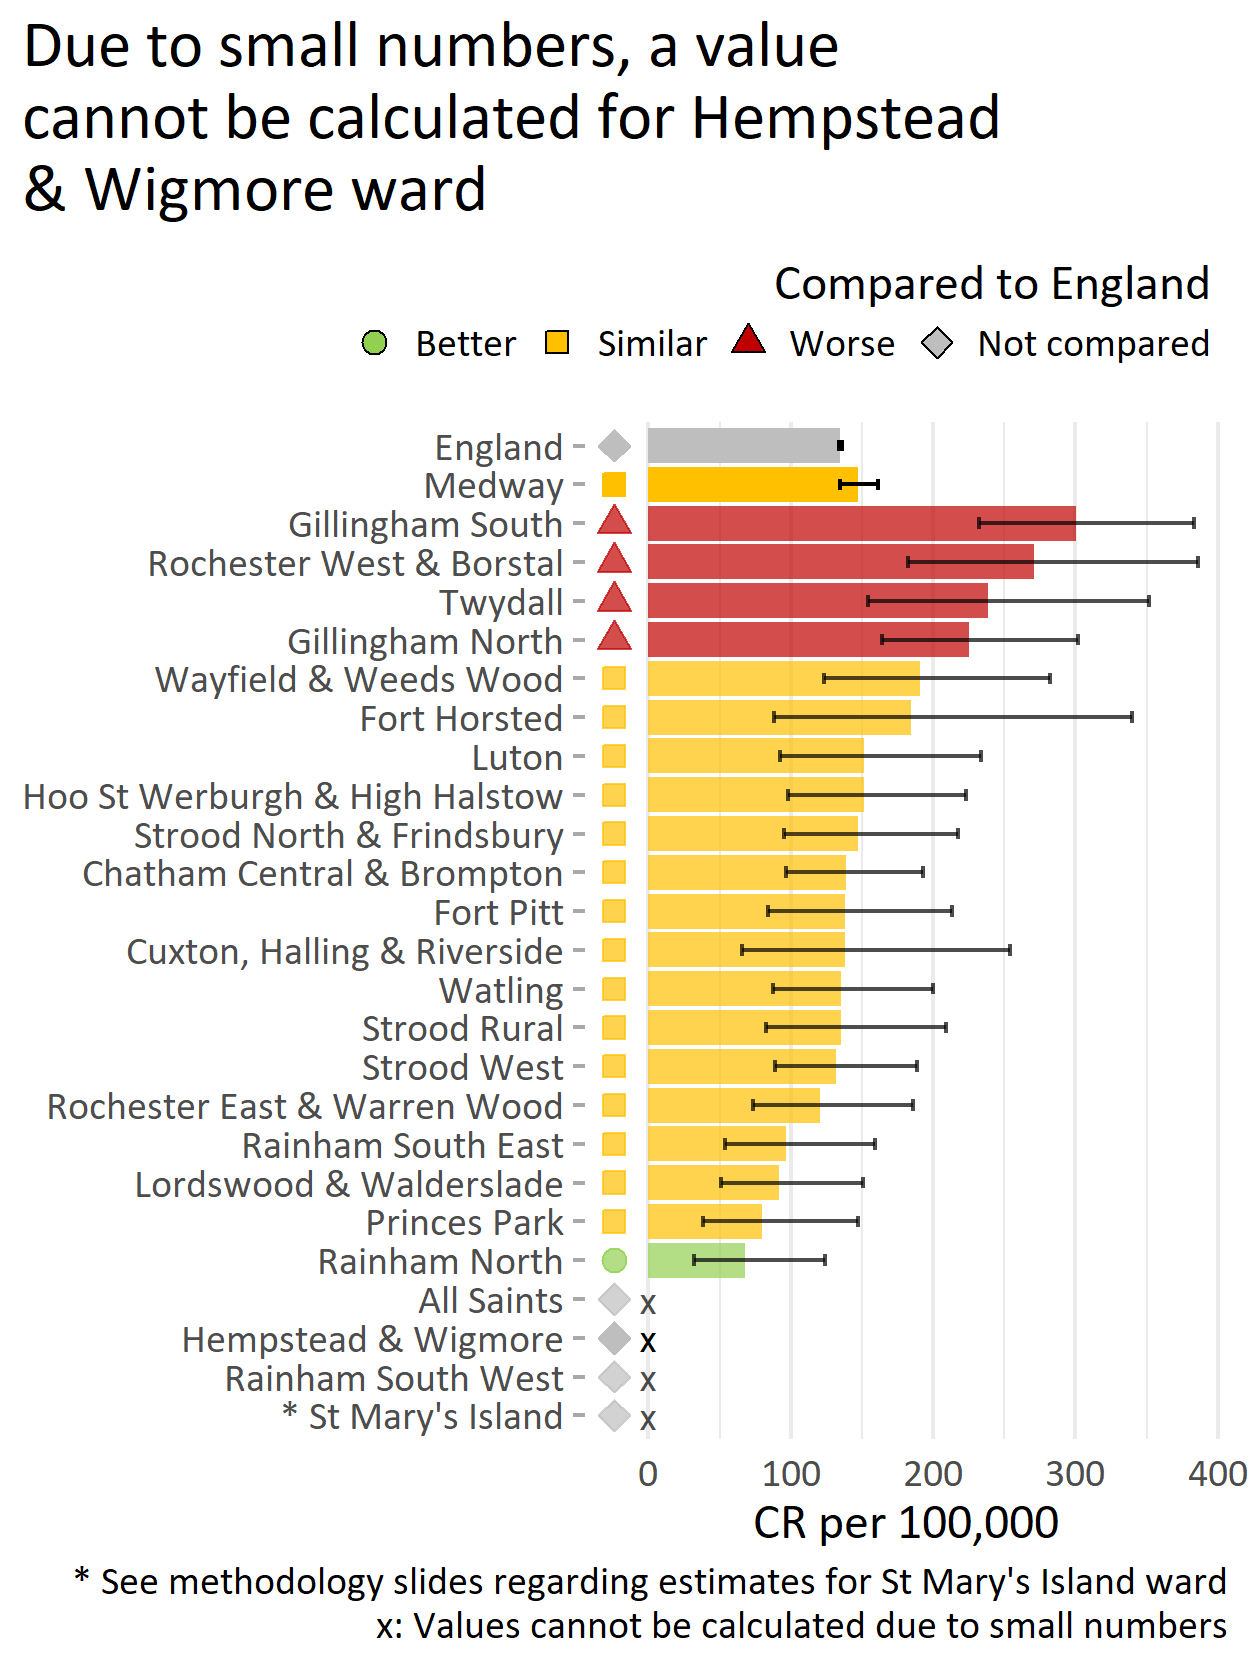 Due to small numbers, a value
cannot be calculated for Hempstead
& Wigmore ward
Compared to England
Better Similar Worse Not compared
England
Medway
Gillingham South
Rochester West & Borstal
Twydall
Gillingham North
Wayfield & Weeds Wood
Fort Horsted
Luton
Hoo St Werburgh & High Halstow
Strood North & Frindsbury
Chatham Central & Brompton
Fort Pitt
Cuxton, Halling & Riverside
Watling
Strood Rural
Strood West
Rochester East & Warren Wood
Rainham South East
Lordswood & Walderslade
Princes Park
Rainham North
All Saints x
Hempstead & Wigmore x
Rainham South West x
* St Mary's Island x
0 100 200 300 400
CR per 100,000
* See methodology slides regarding estimates for St Mary's Island ward
x: Values cannot be calculated due to small numbers